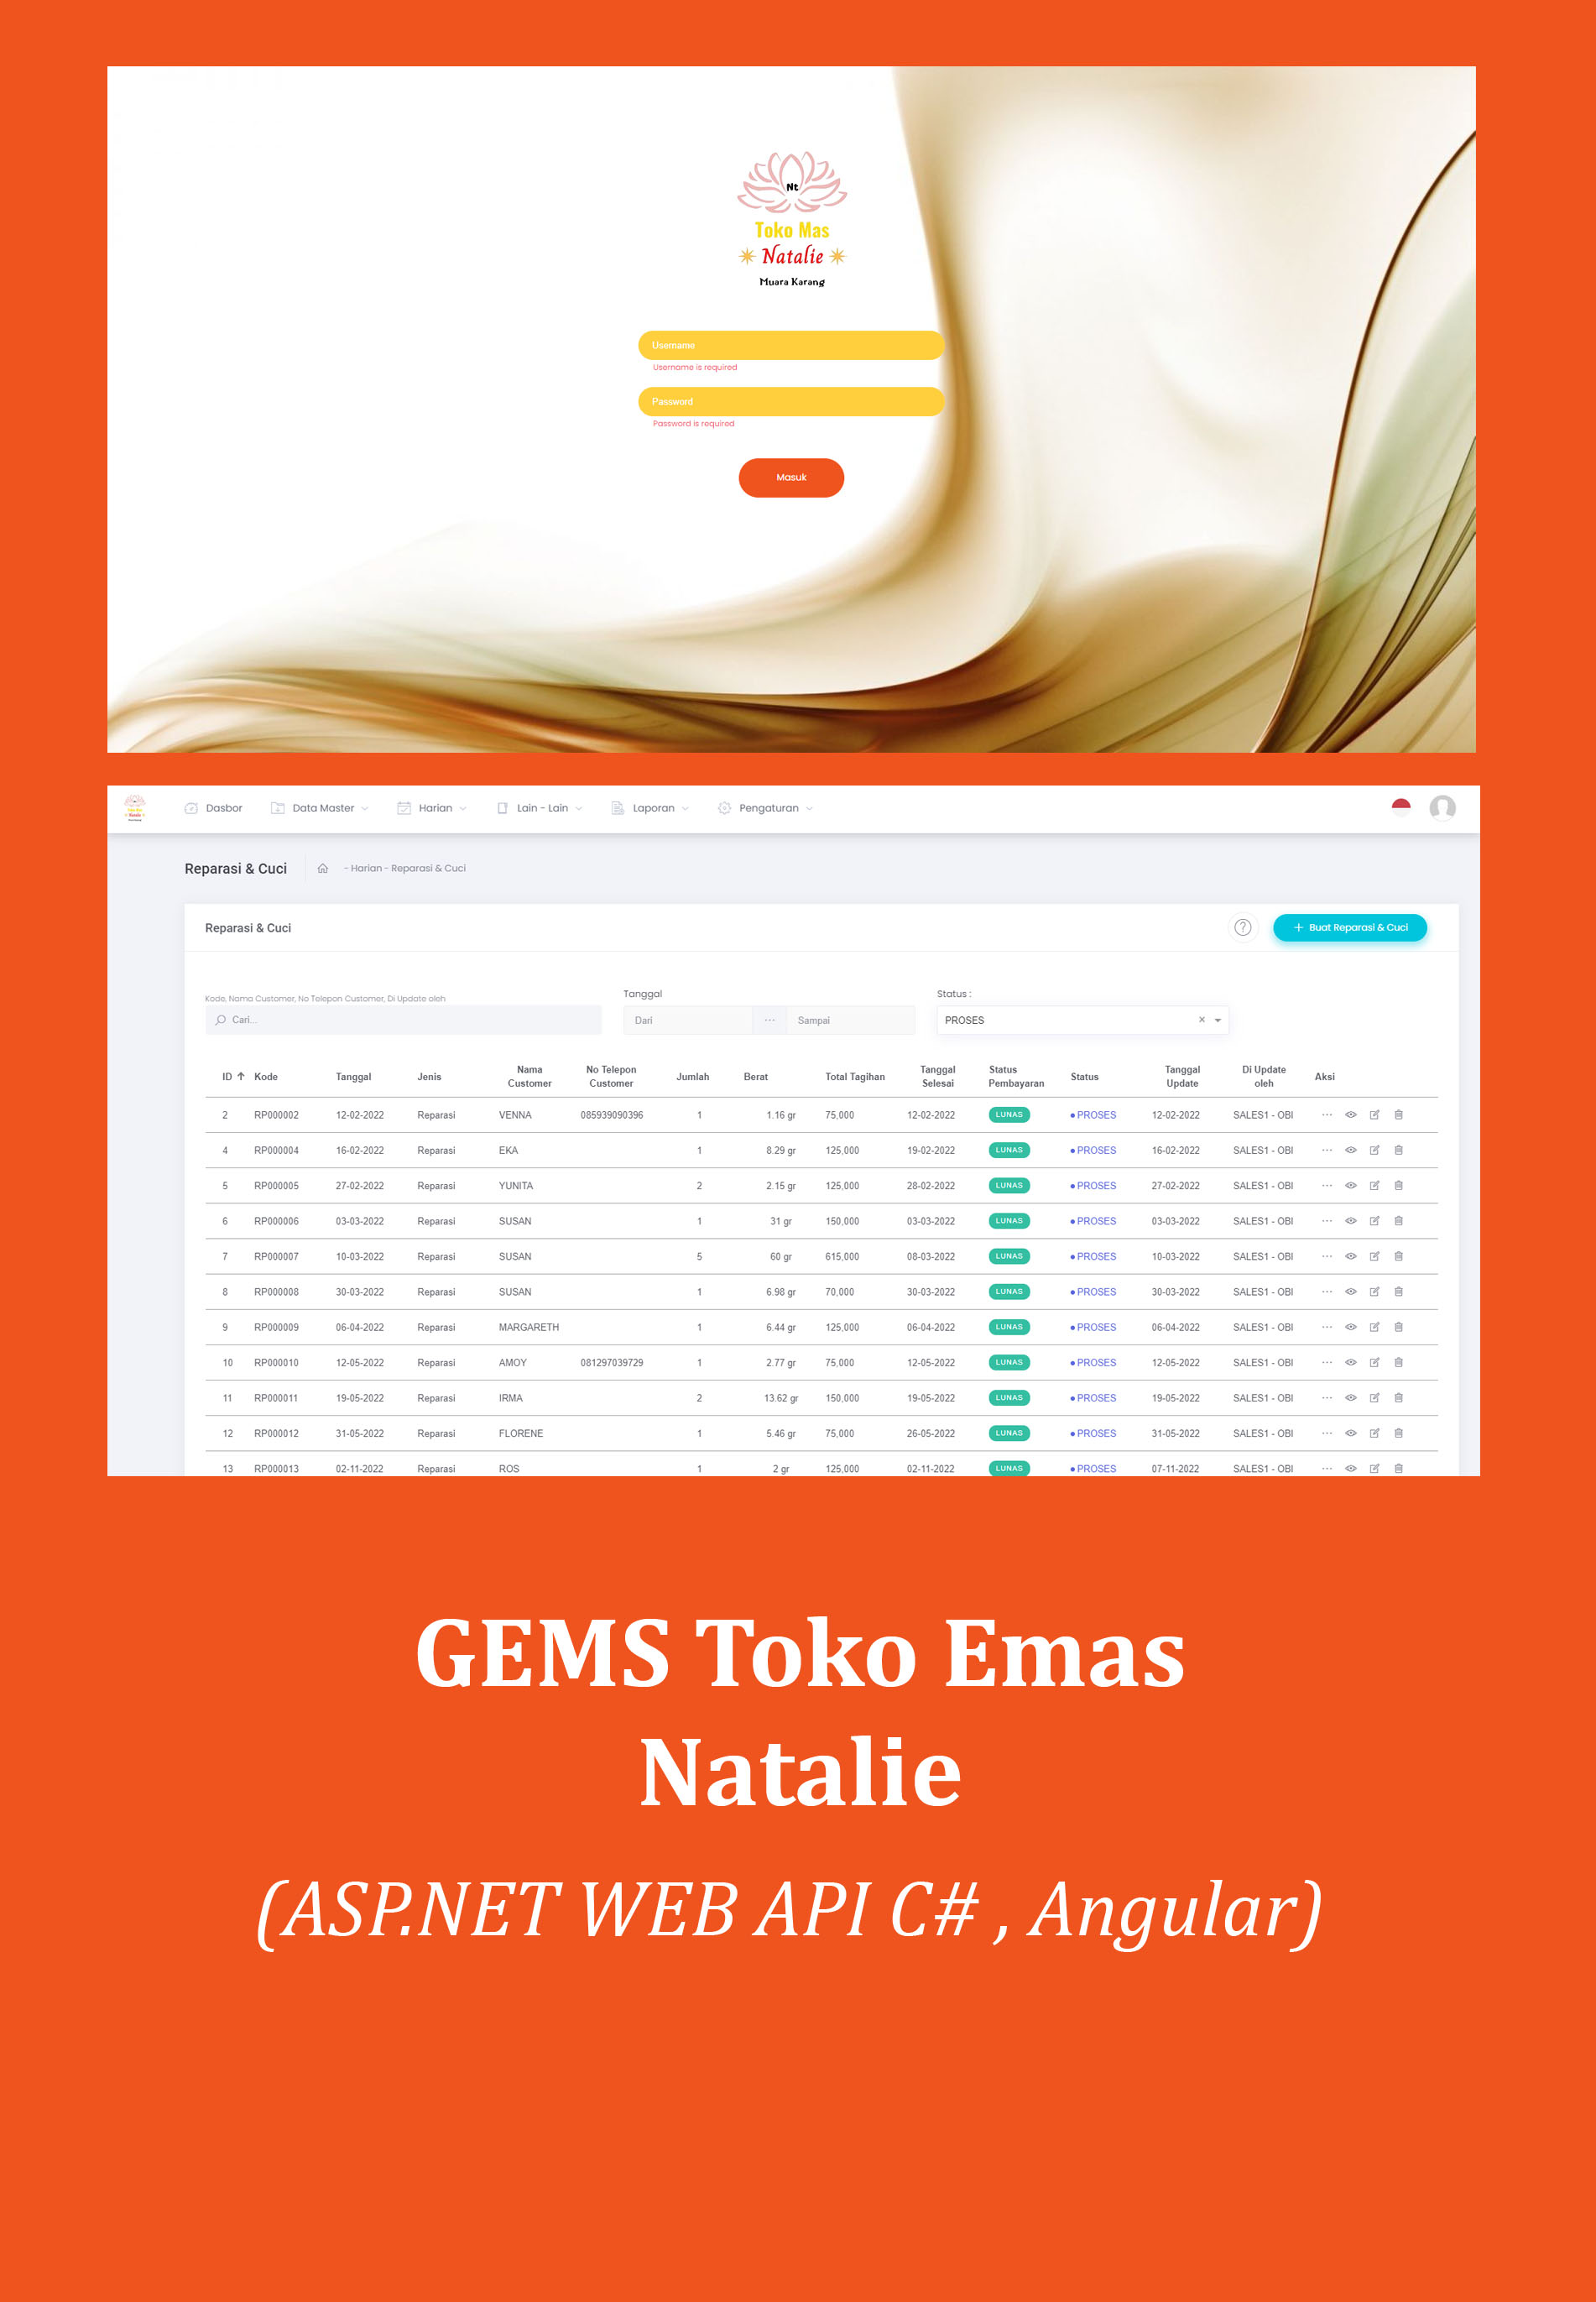 Nt
Toko Mas
Natalie
Muara Karang
Username
Username is required
Password
Password is required
Masuk
Dasbor Data Master Harian Lain - Lain Laporan Pengaturan
Reparasi & Cuci - Harian - Reparasi & Cuci
Reparasi & Cuci + Buat Reparasi & Cuci
Kode, Nama Customer, No Telepon Customer, Di Update oleh Tanggal Status :
Cari... Dari ... Sampai PROSES
ID Kode Tanggal Jenis Nama Customer No Telepon Customer Jumlah Berat Total Tagihan Tanggal Selesai Status Pembayaran Status Tanggal Update Di Update oleh Aksi
2 RP000002 12-02-2022 Reparasi VENNA 085939090396 1 1.16 gr 75,000 12-02-2022 LUNAS PROSES 12-02-2022 SALES1 - OBI
4 RP000004 16-02-2022 Reparasi EKA 1 8.29 gr 125,000 19-02-2022 LUNAS PROSES 16-02-2022 SALES1 - OBI
5 RP000005 27-02-2022 Reparasi YUNITA 2 2.15 gr 125,000 28-02-2022 LUNAS PROSES 27-02-2022 SALES1 - OBI
6 RP000006 03-03-2022 Reparasi SUSAN 1 31 gr 150,000 03-03-2022 LUNAS PROSES 03-03-2022 SALES1 - OBI
7 RP000007 10-03-2022 Reparasi SUSAN 5 60 gr 615,000 08-03-2022 LUNAS PROSES 10-03-2022 SALES1 - OBI
8 RP000008 30-03-2022 Reparasi SUSAN 1 6.98 gr 70,000 30-03-2022 LUNAS PROSES 30-03-2022 SALES1 - OBI
9 RP000009 06-04-2022 Reparasi MARGARETH 1 6.44 gr 125,000 06-04-2022 LUNAS PROSES 06-04-2022 SALES1 - OBI
10 RP000010 12-05-2022 Reparasi AMOY 081297039729 1 2.77 gr 75,000 12-05-2022 LUNAS PROSES 12-05-2022 SALES1 - OBI
11 RP000011 19-05-2022 Reparasi IRMA 2 13.62 gr 150,000 19-05-2022 LUNAS PROSES 19-05-2022 SALES1 - OBI
12 RP000012 31-05-2022 Reparasi FLORENE 1 5.46 gr 75,000 26-05-2022 LUNAS PROSES 31-05-2022 SALES1 - OBI
13 RP000013 02-11-2022 Reparasi ROS 1 2 gr 125,000 02-11-2022 LUNAS PROSES 07-11-2022 SALES1 - OBI
GEMS Toko Emas
Natalie
(ASP.NET WEB API C# , Angular)